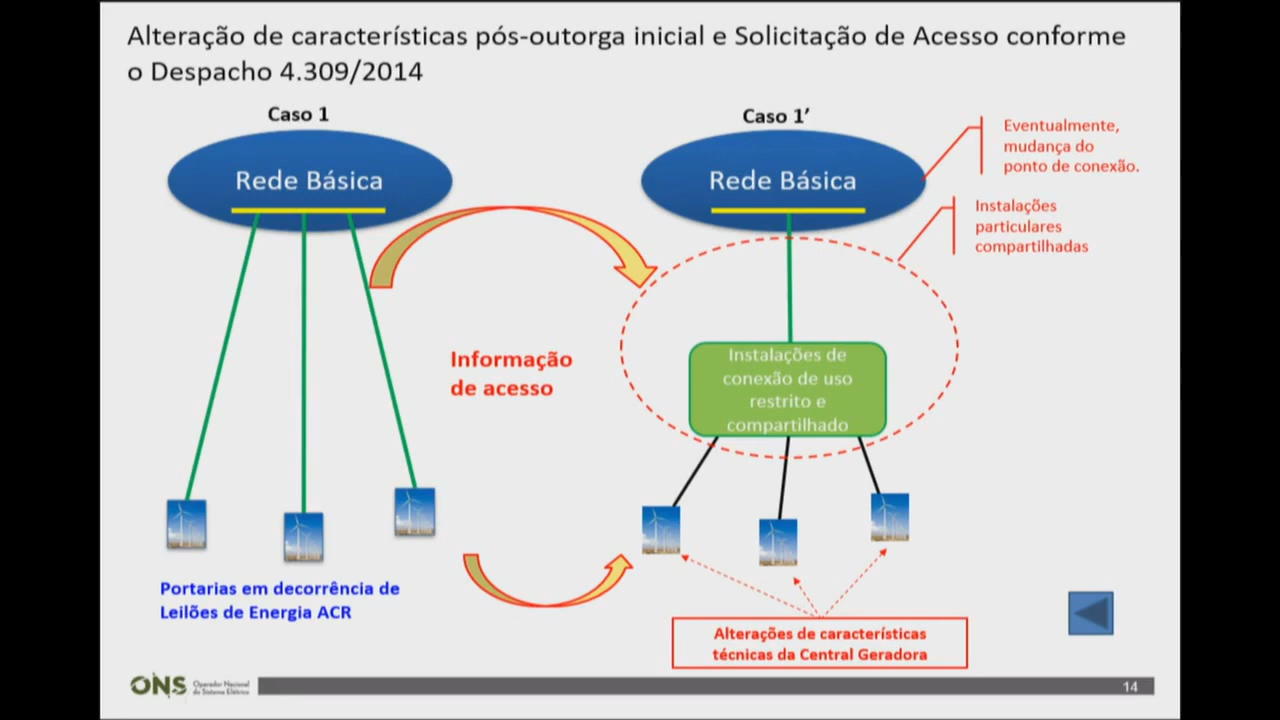 Alteração de características pós-outorga inicial e Solicitação de Acesso conforme
o Despacho 4.309/2014
Caso 1
Rede Básica
Caso 1’
Rede Básica
Eventualmente,
mudança do
ponto de conexão.
Instalações
particulares
compartilhadas
Informação
de acesso
Instalações de
conexão de uso
restrito e
compartilhado
Portarias em decorrência de
Leilões de Energia ACR
Alterações de características
técnicas da Central Geradora
ONS
Operador Nacional
do Sistema Elétrico
14